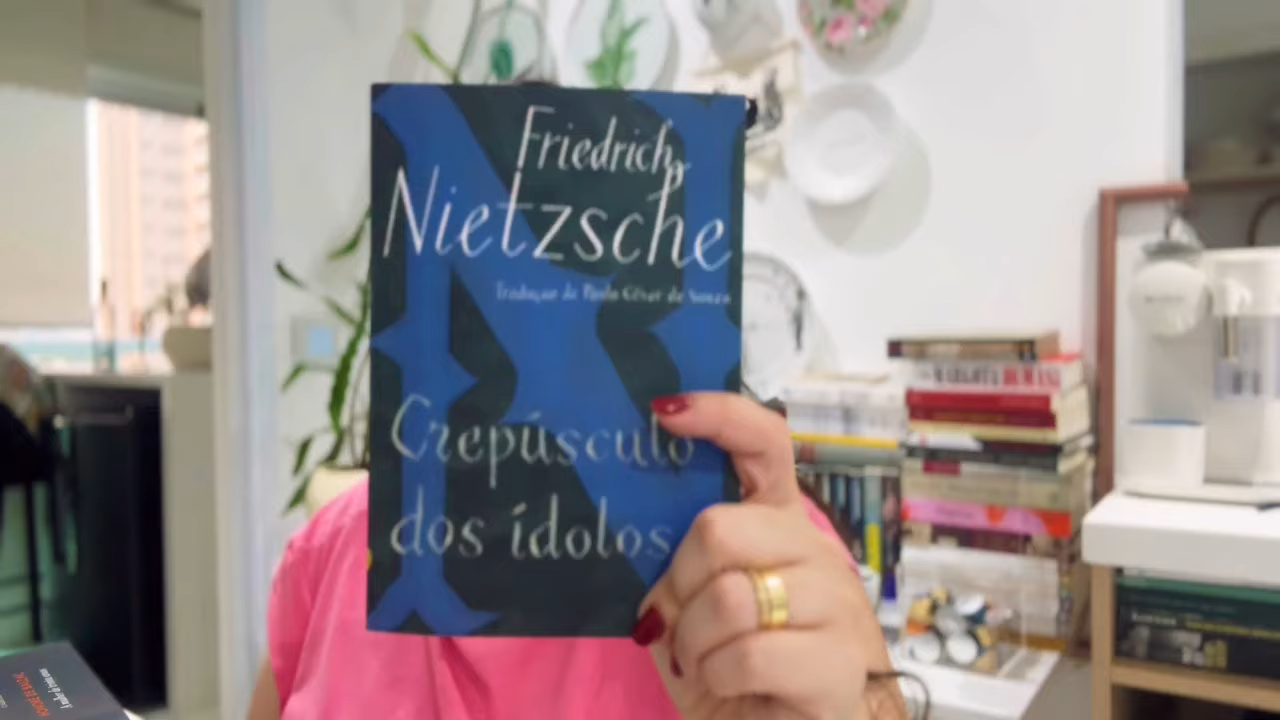 Friedrich
Nietzsche
Tradução de Paulo César de Souza
Crepúsculo
dos ídolos